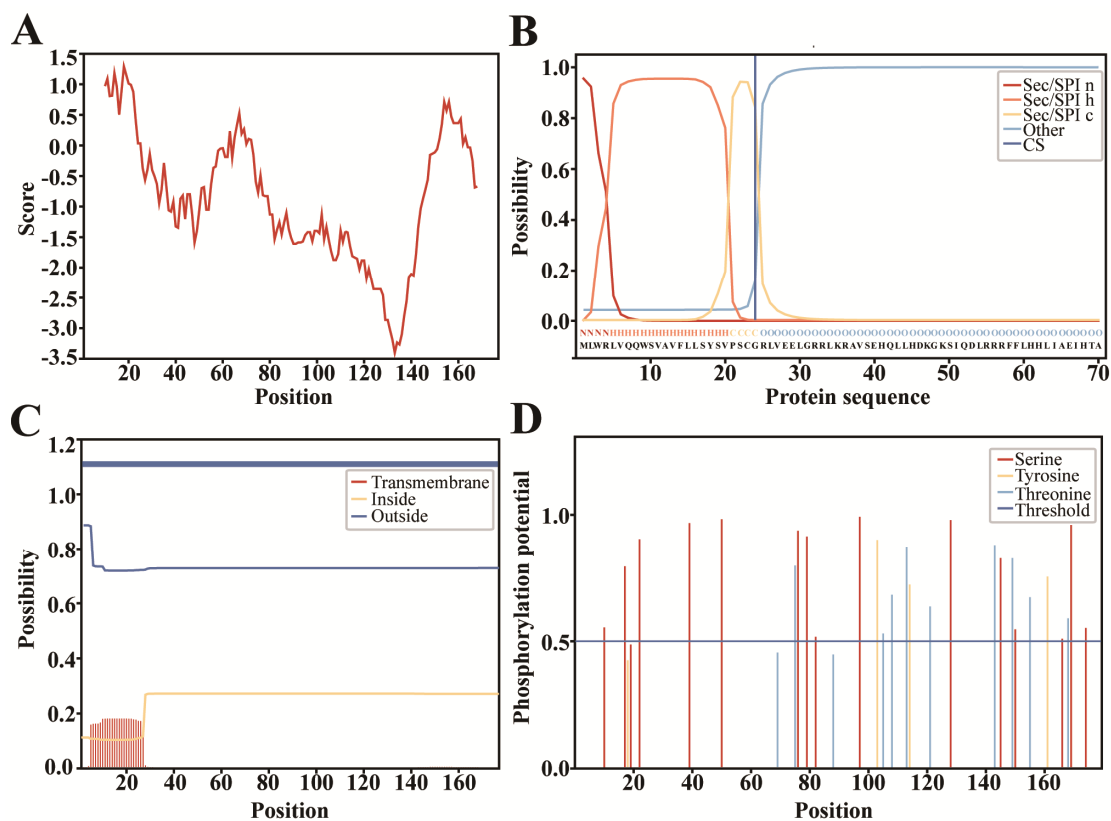 A
Score
1.5
1.0
0.5
0.0
-0.5
-1.0
-1.5
-2.0
-2.5
-3.0
-3.5
20 40 60 80 100 120 140 160
Position
B
Possibility
1.0
0.8
0.6
0.4
0.2
0.0
Sec/SPI n
Sec/SPI h
Sec/SPI c
Other
CS
NNNNHHHHHHHHHHHHHHHHCCCCOOOOOOOOOOOOOOOOOOOOOOOOOOOOOOOOOOOOOOOOOOOOOO
MLWRLVQQWSVAVFLLSYSVPSCGRLVEELGRRLKRAVSEHQLLHDKGKSIQDLRRRFFLHHLIAEIHTA
10 20 30 40 50 60 70
Protein sequence
C
Possibility
1.2
1.0
0.8
0.6
0.4
0.2
0.0
Transmembrane
Inside
Outside
20 40 60 80 100 120 140 160
Position
D
Phosphorylation potential
1.0
0.5
0.0
Serine
Tyrosine
Threonine
Threshold
20 40 60 80 100 120 140 160
Position